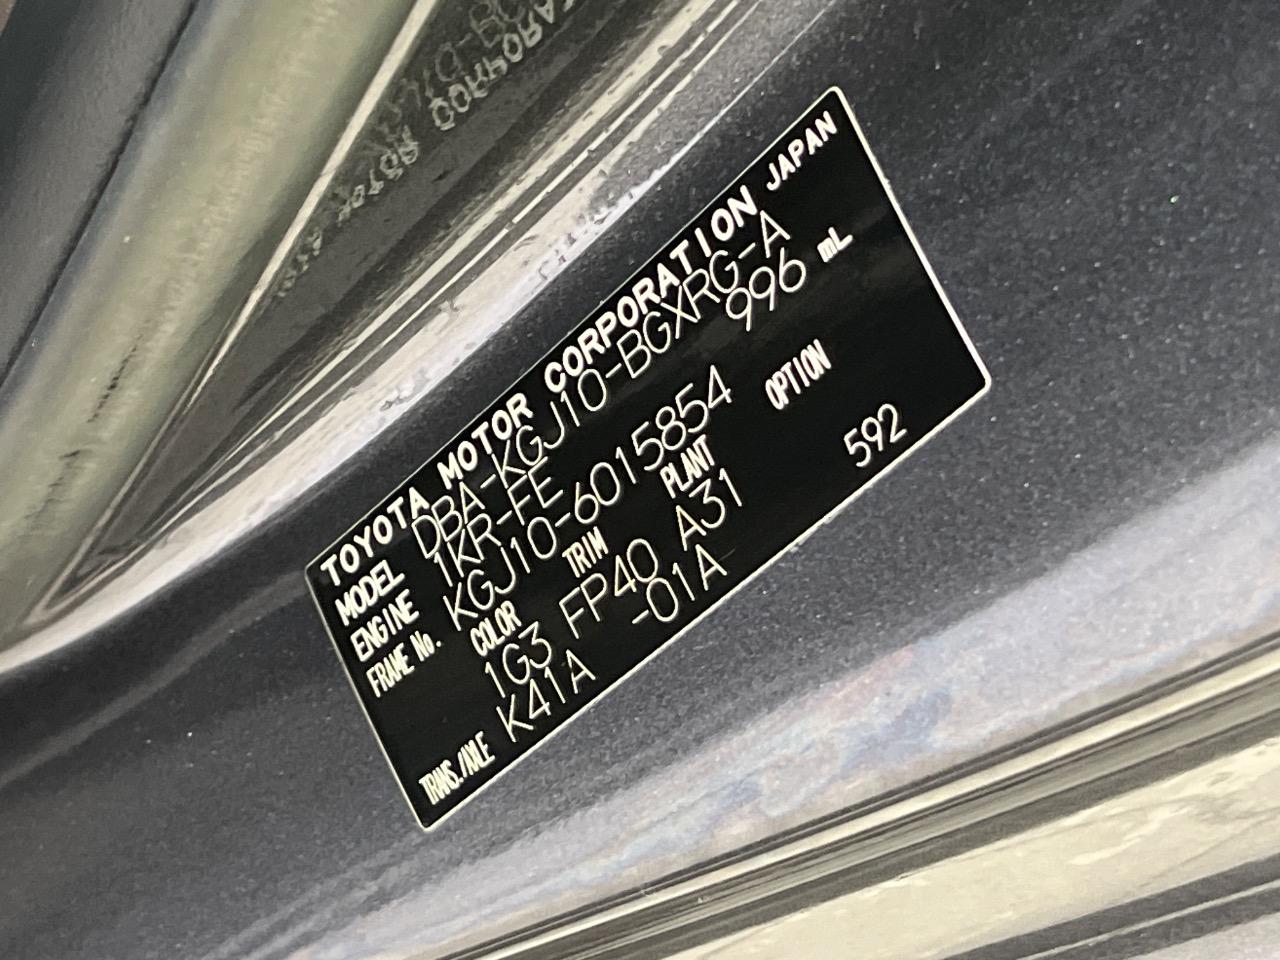 TOYOTA MOTOR CORPORATION JAPAN
MODEL DBA-KGJ10-BGXRG-A
ENGINE 1KR-FE 996 mL
FRAME No. KGJ10-6015854
COLOR TRIM PLANT OPTION
1G3 FP40 A31 592
TRANS./AXLE K41A -01A